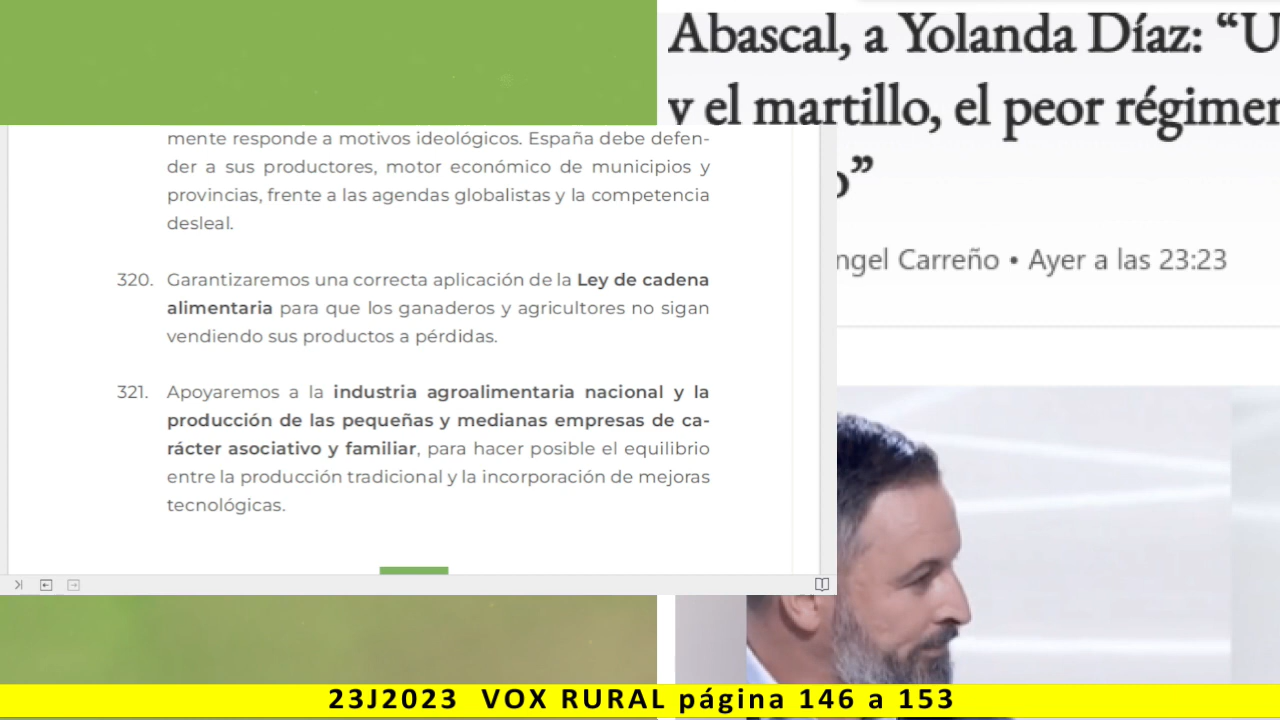 Abascal, a Yolanda Díaz: “U
y el martillo, el peor régimen
o”
ngel Carreño • Ayer a las 23:23
mente responde a motivos ideológicos. España debe defen-
der a sus productores, motor económico de municipios y
provincias, frente a las agendas globalistas y la competencia
desleal.
320. Garantizaremos una correcta aplicación de la Ley de cadena
alimentaria para que los ganaderos y agricultores no sigan
vendiendo sus productos a pérdidas.
321. Apoyaremos a la industria agroalimentaria nacional y la
producción de las pequeñas y medianas empresas de ca-
rácter asociativo y familiar, para hacer posible el equilibrio
entre la producción tradicional y la incorporación de mejoras
tecnológicas.
23J2023 VOX RURAL página 146 a 153